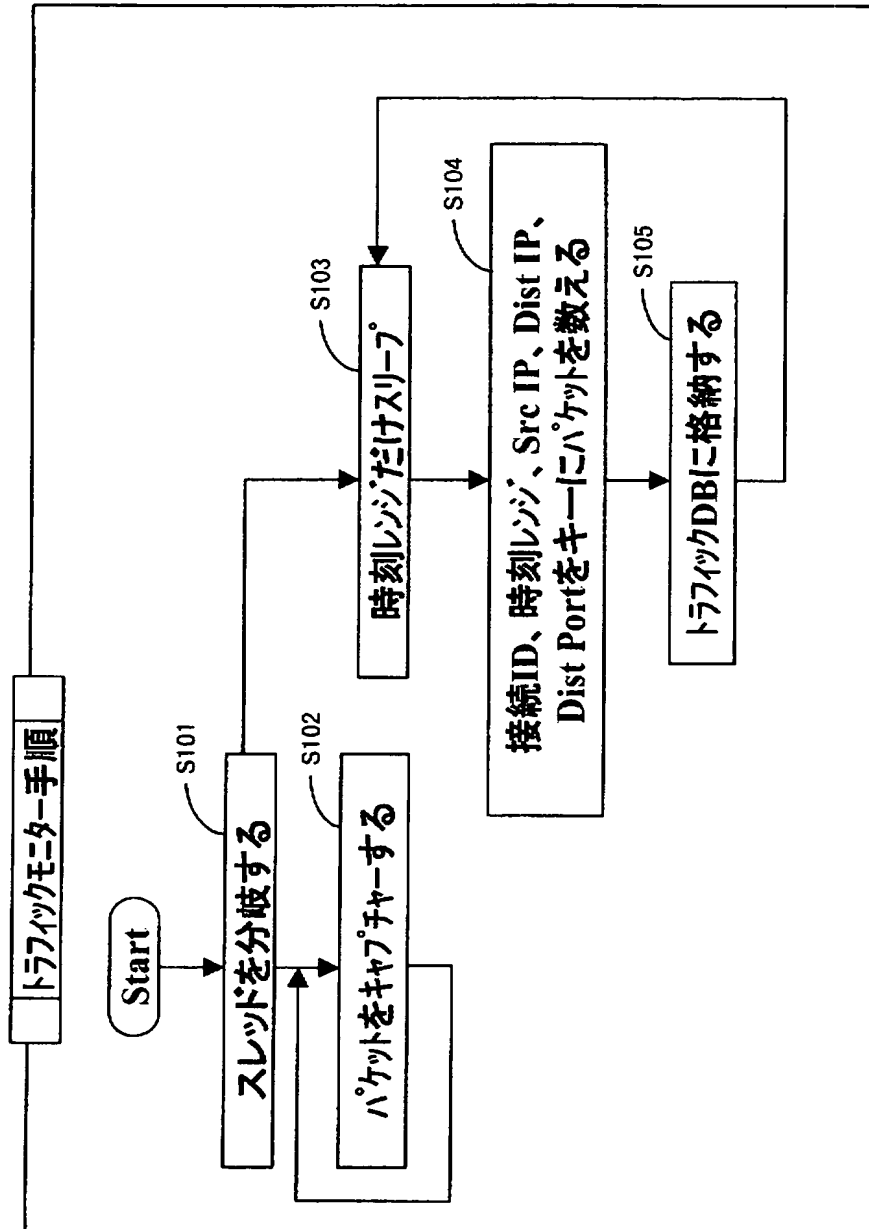 トラフィックモニター手順
Start
スレッドを分岐する
S101
パケットをキャプチャーする
S102
時刻レンジだけスリープ
S103
接続ID、時刻レンジ、Src IP、Dist IP、
Dist Portをキーにパケットを数える
S104
トラフィックDBに格納する
S105